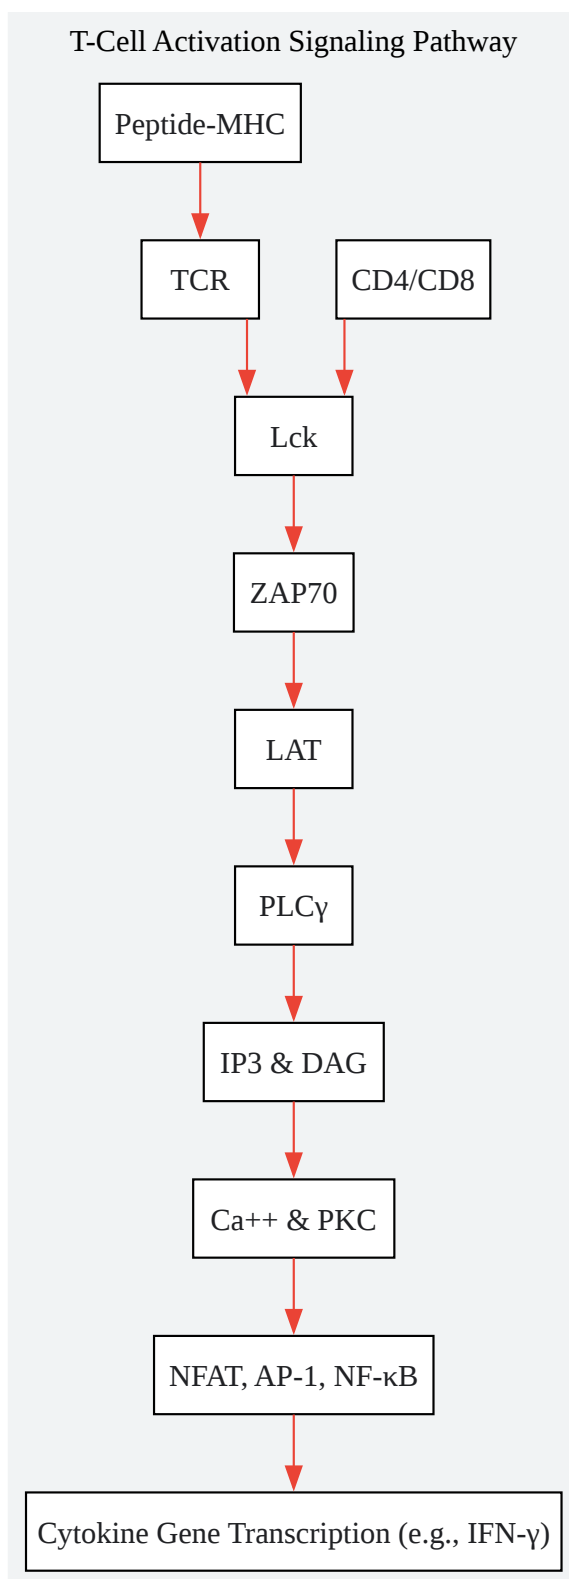 T-Cell Activation Signaling Pathway
Peptide-MHC
TCR
CD4/CD8
Lck
ZAP70
LAT
PLCγ
IP3 & DAG
Ca++ & PKC
NFAT, AP-1, NF-κB
Cytokine Gene Transcription (e.g., IFN-γ)